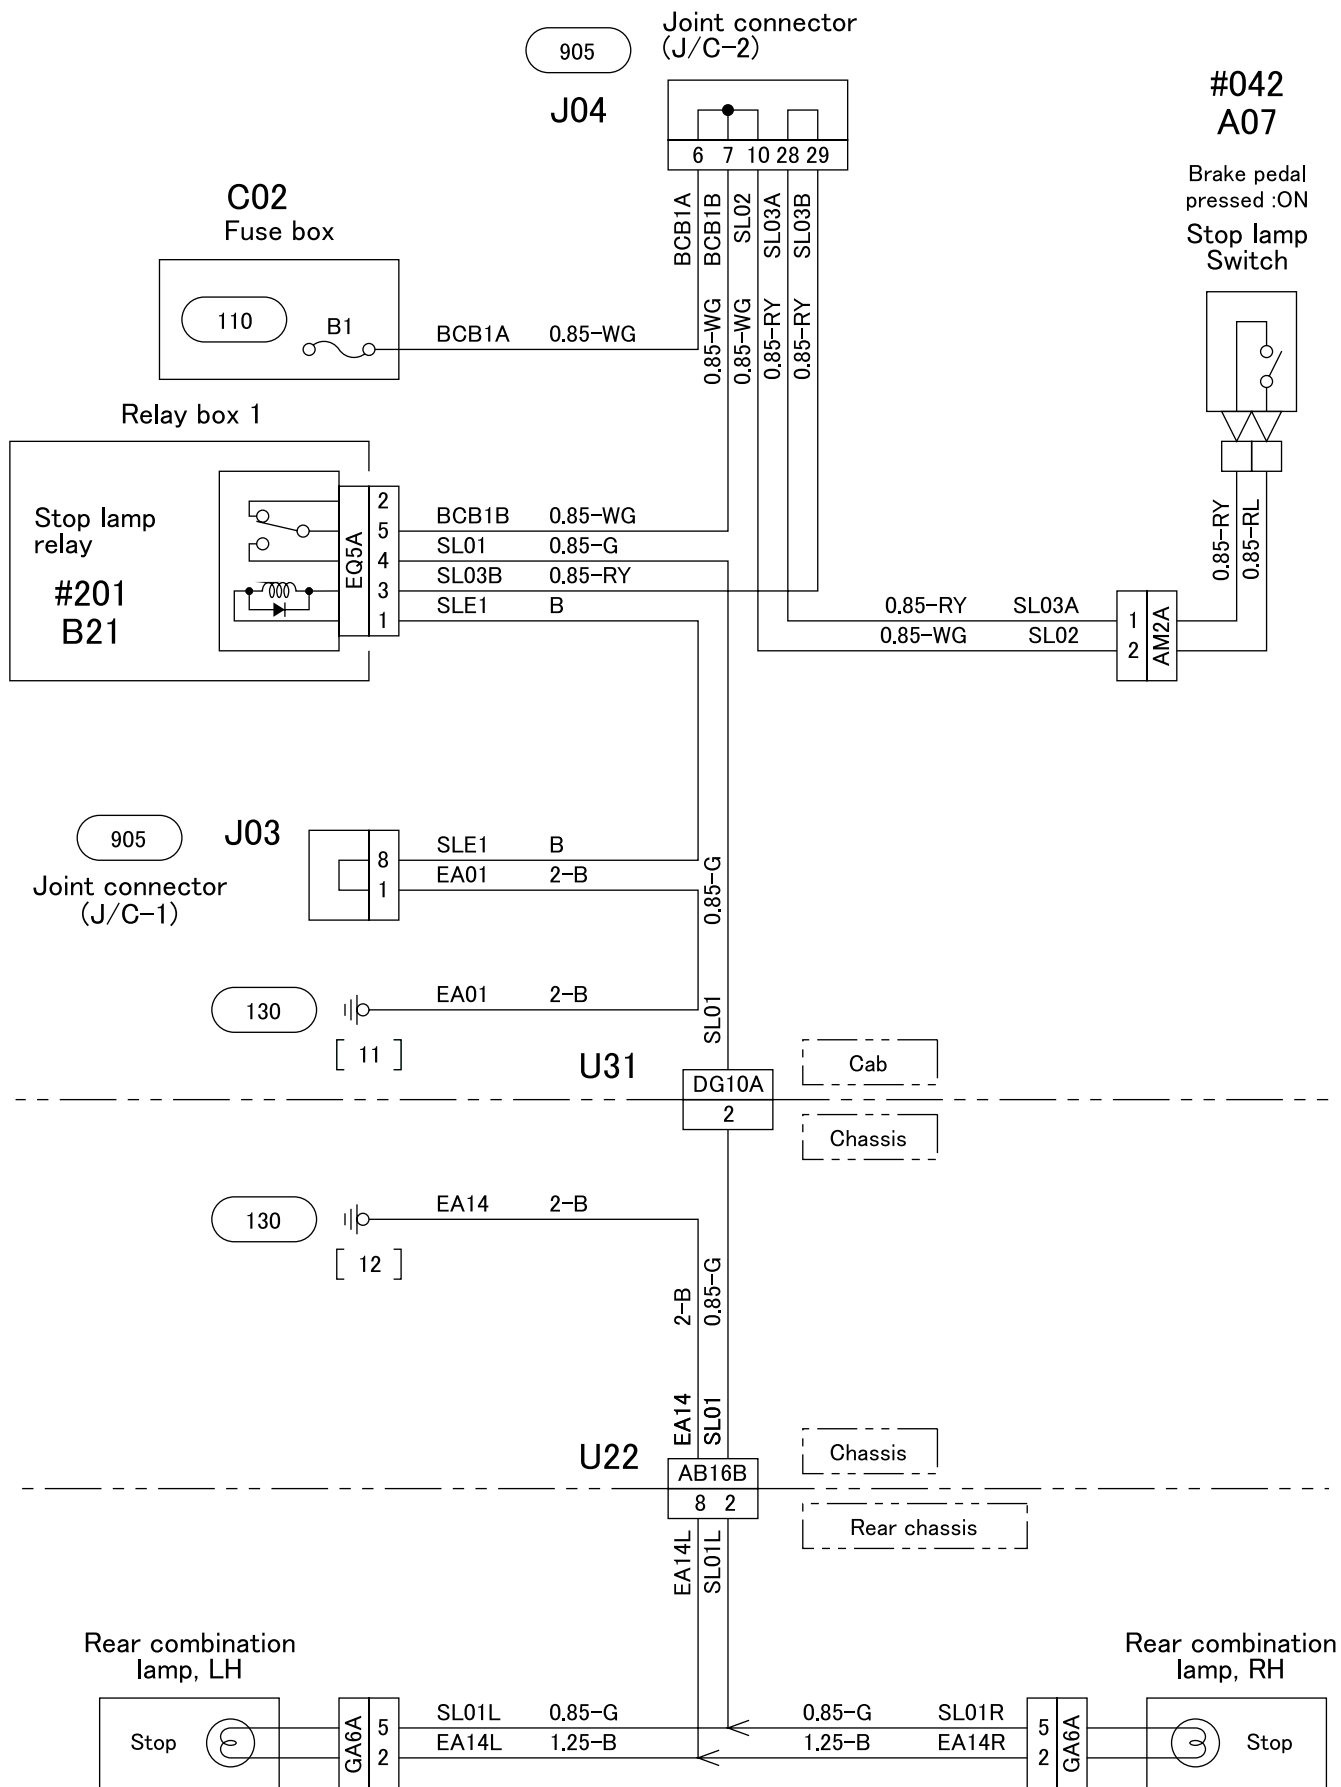 905
Joint connector
(J/C-2)
J04
6 7 10 28 29
#042
A07
Brake pedal
pressed :ON
Stop lamp
Switch
C02
Fuse box
110
B1
BCB1A 0.85-WG
BCB1A
BCB1B
SL02
SL03A
SL03B
0.85-WG
0.85-WG
0.85-RY
0.85-RY
Relay box 1
Stop lamp
relay
#201
B21
EQ5A
2
5
4
3
1
BCB1B 0.85-WG
SL01 0.85-G
SL03B 0.85-RY
SLE1 B
0.85-RY
0.85-RL
0.85-RY SL03A
0.85-WG SL02
1
2
AM2A
905
J03
Joint connector
(J/C-1)
8
1
SLE1 B
EA01 2-B
0.85-G
SL01
130
EA01 2-B
[ 11 ]
U31
DG10A
2
Cab
Chassis
130
EA14 2-B
[ 12 ]
2-B
0.85-G
EA14
SL01
U22
AB16B
8 2
Chassis
Rear chassis
EA14L
SL01L
Rear combination
lamp, LH
Stop
GA6A
5
2
SL01L 0.85-G
EA14L 1.25-B
0.85-G SL01R
1.25-B EA14R
5
2
GA6A
Rear combination
lamp, RH
Stop